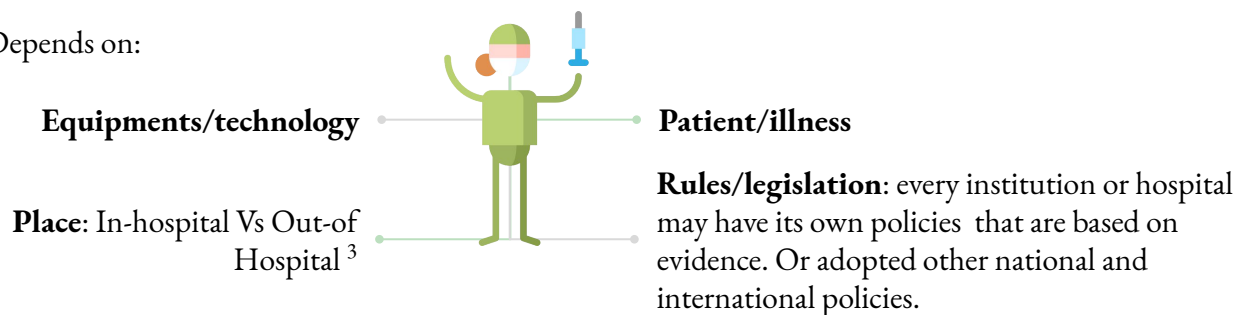 Depends on:
Equipments/technology
Patient/illness
Place: In-hospital Vs Out-of
Hospital 3
Rules/legislation: every institution or hospital
may have its own policies that are based on
evidence. Or adopted other national and
international policies.